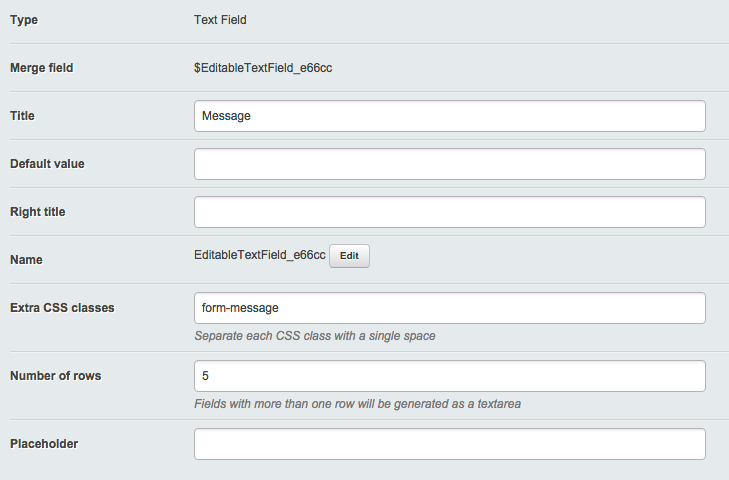 Type Text Field
Merge field $EditableTextField_e66cc
Title Message
Default value
Right title
Name EditableTextField_e66cc Edit
Extra CSS classes form-message
Separate each CSS class with a single space
Number of rows 5
Fields with more than one row will be generated as a textarea
Placeholder